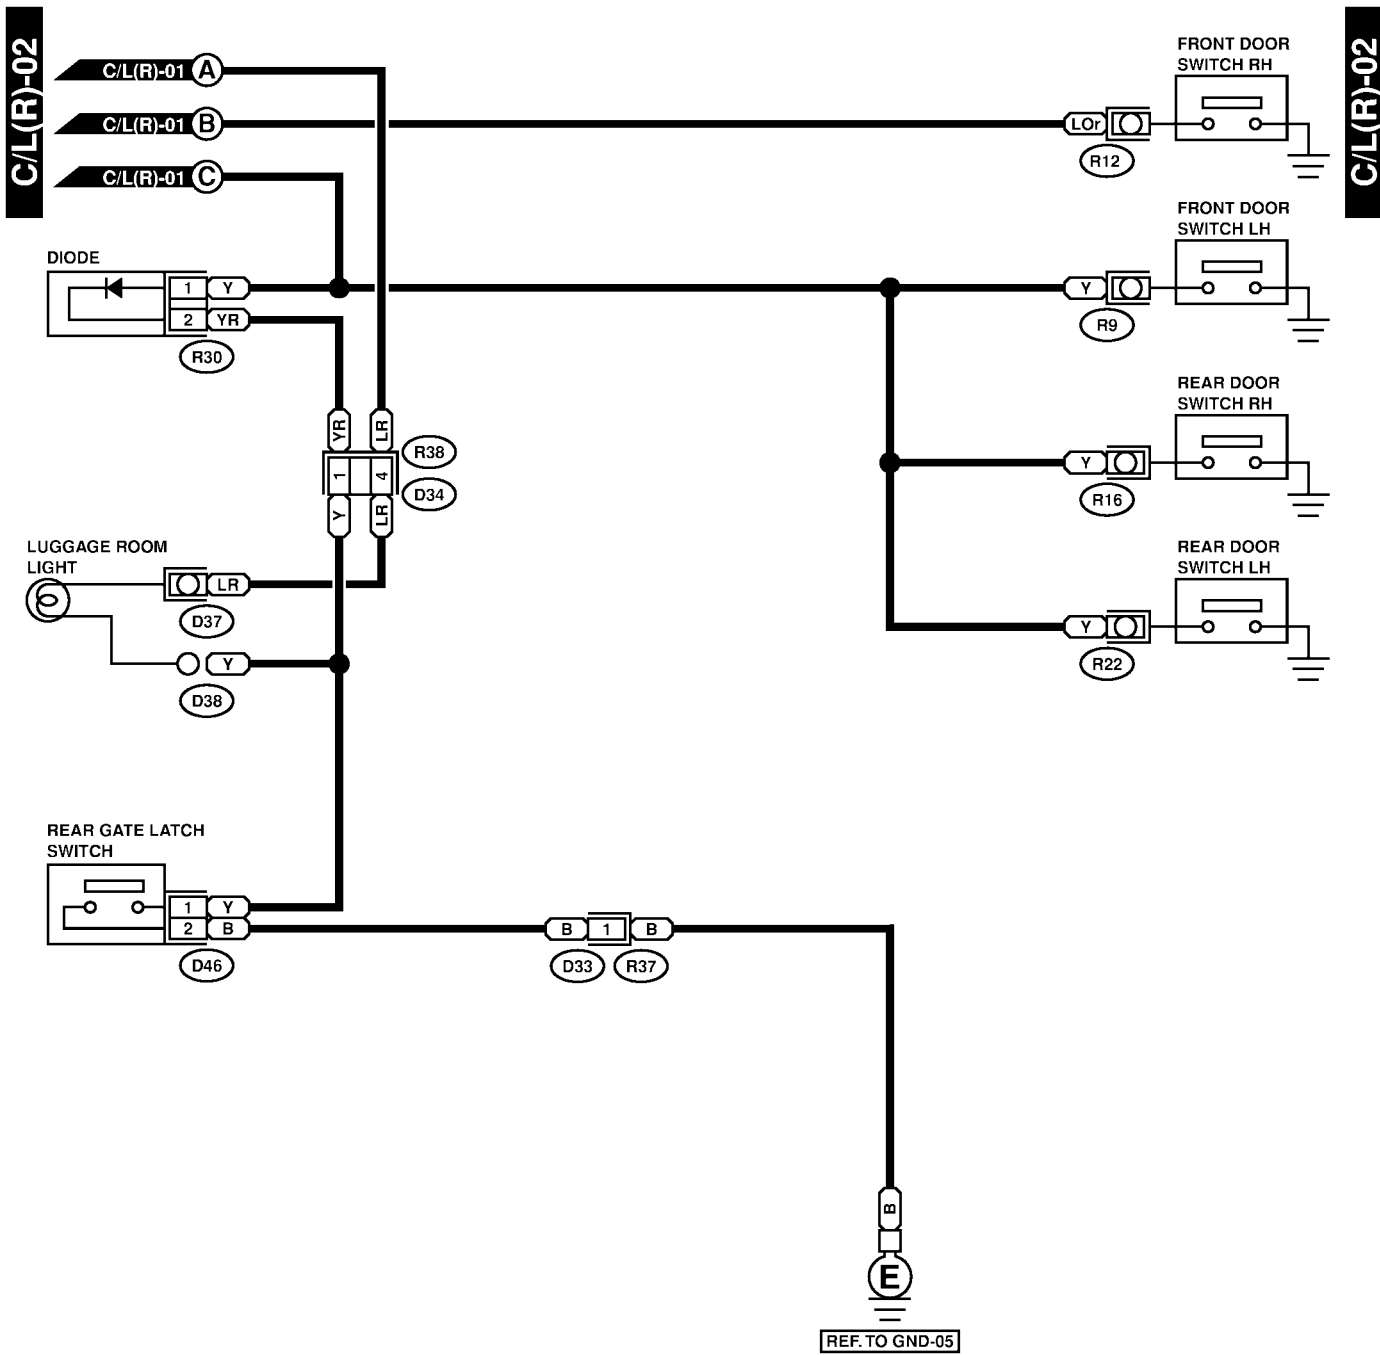 C/L(R)-02
C/L(R)-02
C/L(R)-01 A
C/L(R)-01 B
C/L(R)-01 C
FRONT DOOR
SWITCH RH
LOr
R12
FRONT DOOR
SWITCH LH
Y
R9
DIODE
1 Y
2 YR
R30
REAR DOOR
SWITCH RH
Y
R16
YR LR
R38
1 4
D34
Y LR
REAR DOOR
SWITCH LH
Y
R22
LUGGAGE ROOM
LIGHT
LR
D37
Y
D38
REAR GATE LATCH
SWITCH
1 Y
2 B
D46
B 1 B
D33 R37
B
E
REF. TO GND-05